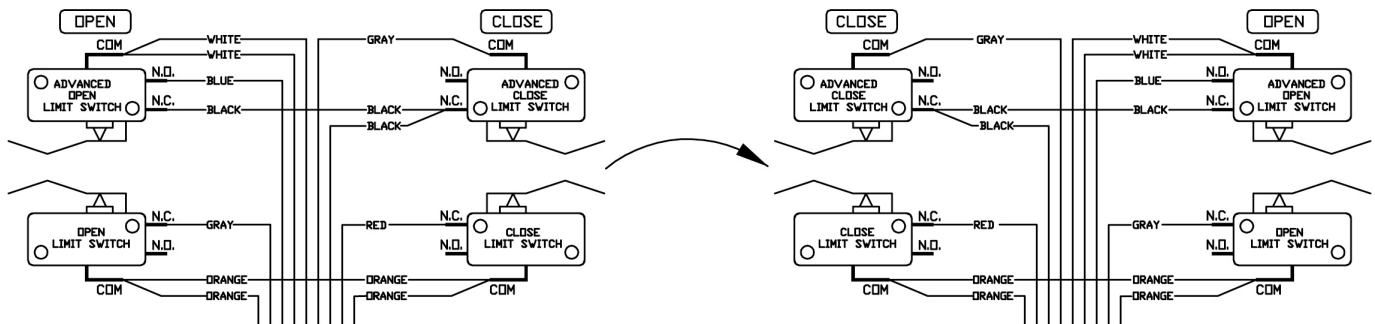 OPEN
CLOSE
COM
WHITE
GRAY
COM
WHITE
N.O.
N.O.
ADVANCED
OPEN
LIMIT SWITCH
BLUE
ADVANCED
CLOSE
LIMIT SWITCH
N.C.
BLACK
BLACK
N.C.
BLACK
N.C.
GRAY
RED
N.C.
OPEN
LIMIT SWITCH
CLOSE
LIMIT SWITCH
N.O.
N.O.
ORANGE
ORANGE
COM
ORANGE
ORANGE
COM
CLOSE
OPEN
COM
GRAY
WHITE
COM
WHITE
N.O.
N.O.
ADVANCED
CLOSE
LIMIT SWITCH
BLUE
ADVANCED
OPEN
LIMIT SWITCH
N.C.
BLACK
BLACK
N.C.
BLACK
N.C.
RED
GRAY
N.C.
CLOSE
LIMIT SWITCH
OPEN
LIMIT SWITCH
N.O.
N.O.
ORANGE
ORANGE
COM
ORANGE
ORANGE
COM